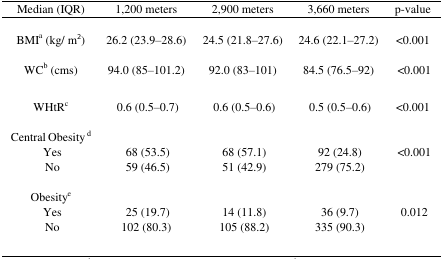 Median (IQR) 1,200 meters 2,900 meters 3,660 meters p-value
BMIᵃ (kg/ m²) 26.2 (23.9–28.6) 24.5 (21.8–27.6) 24.6 (22.1–27.2) <0.001
WCᵇ (cms) 94.0 (85–101.2) 92.0 (83–101) 84.5 (76.5–92) <0.001
WHtRᶜ 0.6 (0.5–0.7) 0.6 (0.5–0.6) 0.5 (0.5–0.6) <0.001
Central Obesity ᵈ
Yes 68 (53.5) 68 (57.1) 92 (24.8) <0.001
No 59 (46.5) 51 (42.9) 279 (75.2)
Obesityᵉ
Yes 25 (19.7) 14 (11.8) 36 (9.7) 0.012
No 102 (80.3) 105 (88.2) 335 (90.3)